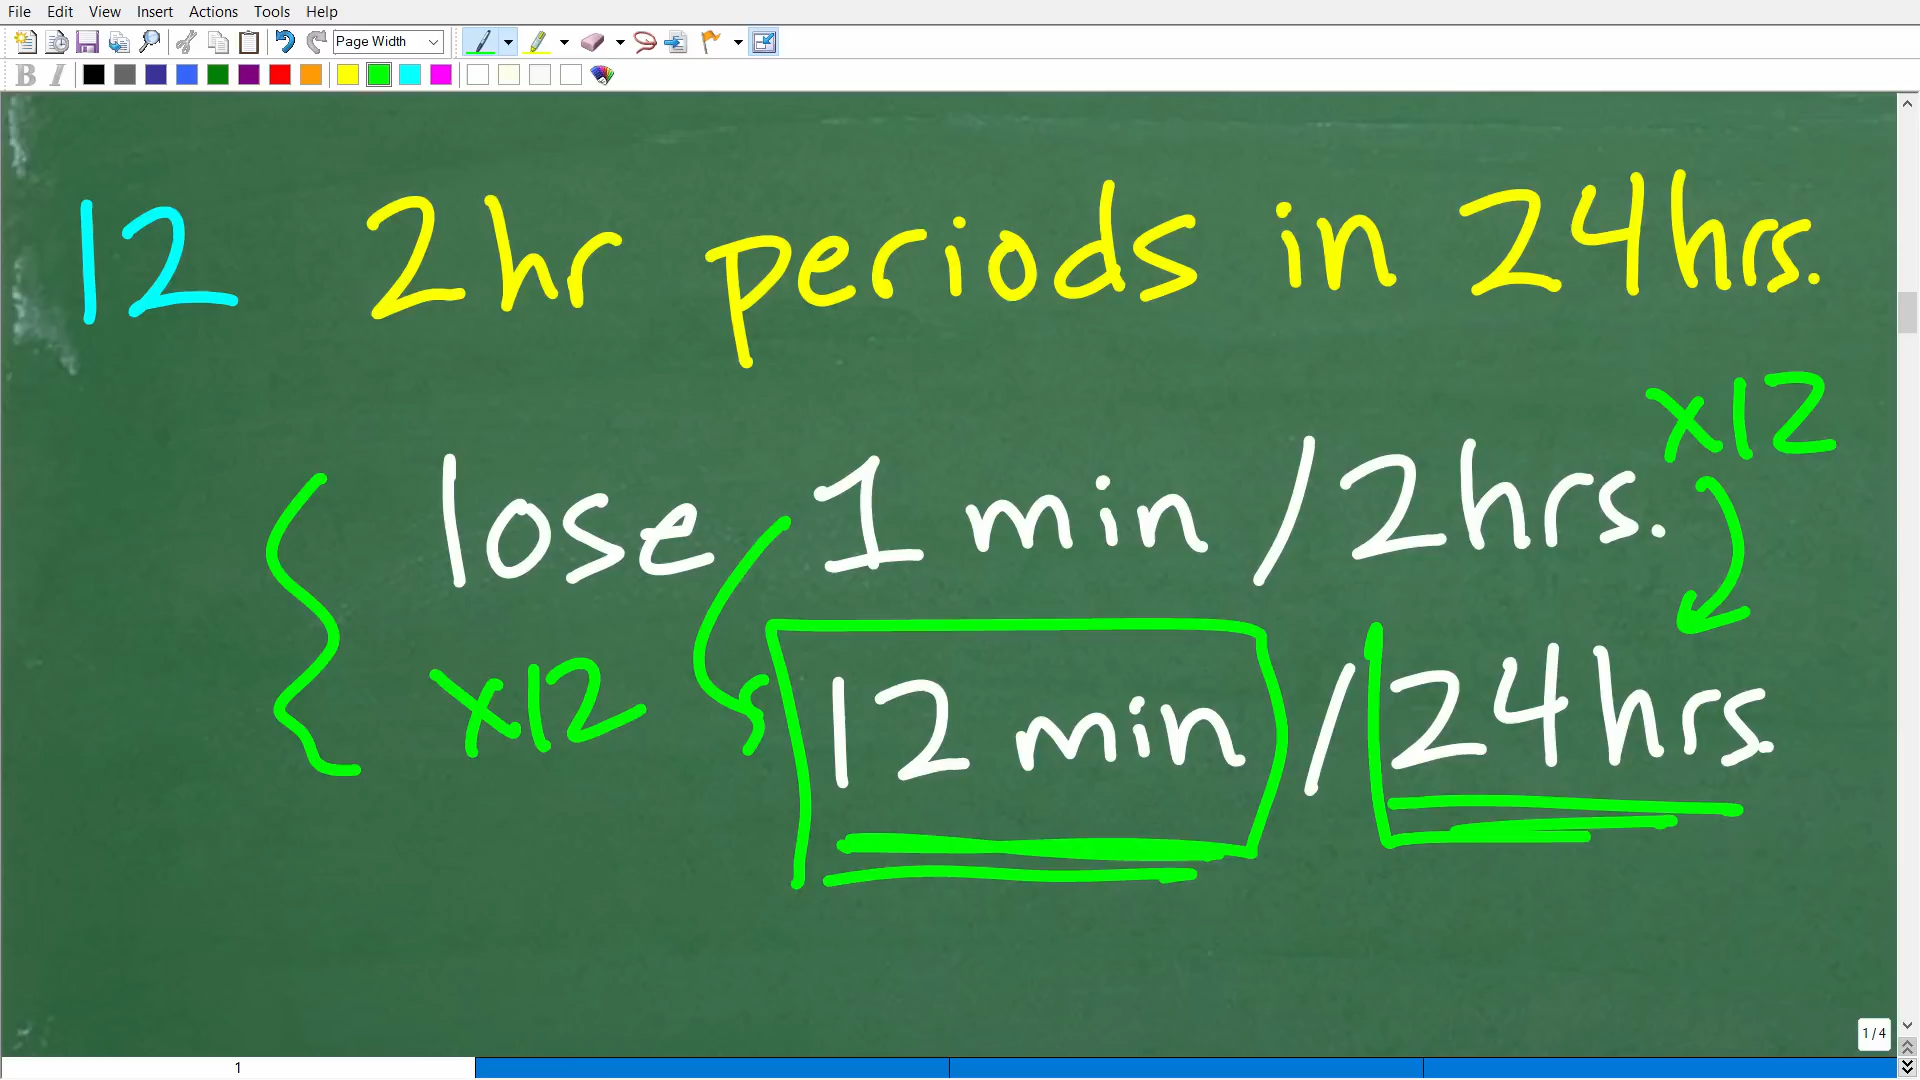 File Edit View Insert Actions Tools Help
Page Width
B I
12 2hr periods in 24hrs.
x12
lose 1 min / 2hrs.
x12 12 min / 24hrs.
1 / 4
1